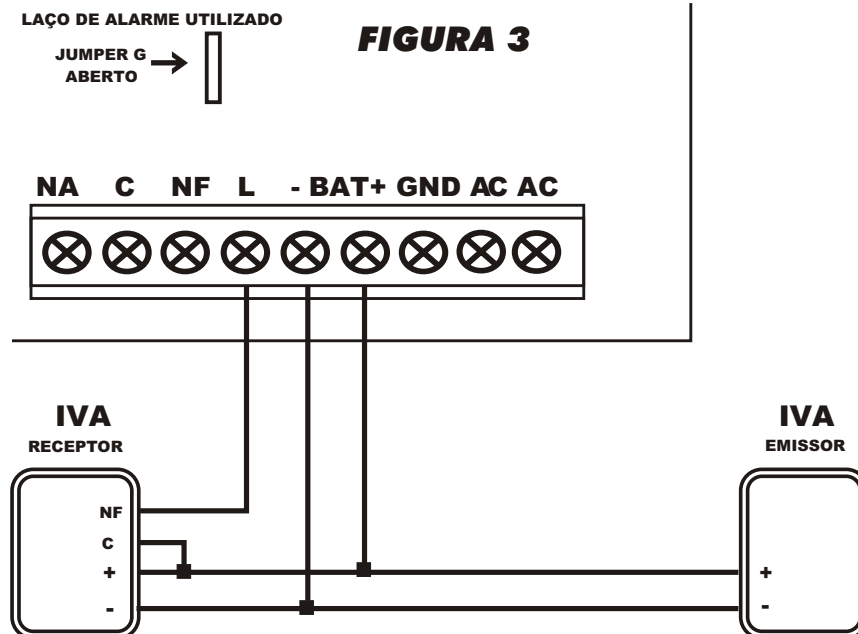 LAÇO DE ALARME UTILIZADO
FIGURA 3
JUMPER G
ABERTO
NA C NF L - BAT+ GND AC AC
IVA
RECEPTOR
NF
C
+
-
IVA
EMISSOR
+
-